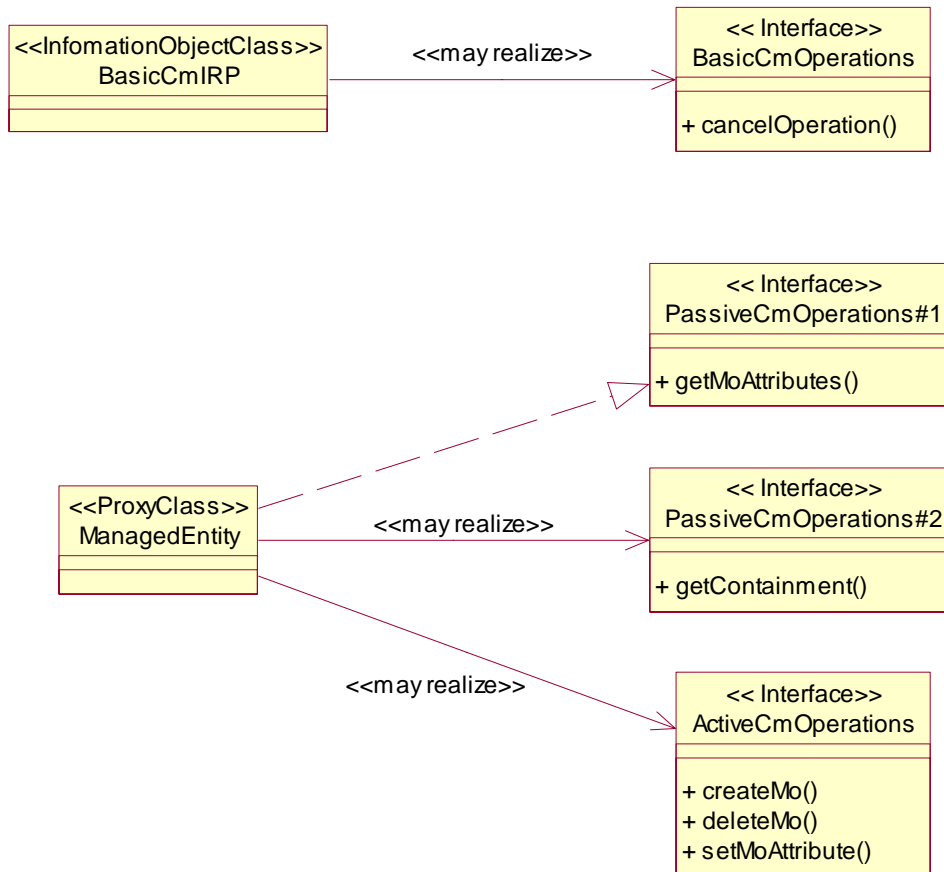 <<InfomationObjectClass>>
BasicCmIRP
<<may realize>>
<< Interface>>
BasicCmOperations
+ cancelOperation()
<< Interface>>
PassiveCmOperations#1
+ getMoAttributes()
<<ProxyClass>>
ManagedEntity
<<may realize>>
<< Interface>>
PassiveCmOperations#2
+ getContainment()
<<may realize>>
<< Interface>>
ActiveCmOperations
+ createMo()
+ deleteMo()
+ setMoAttribute()